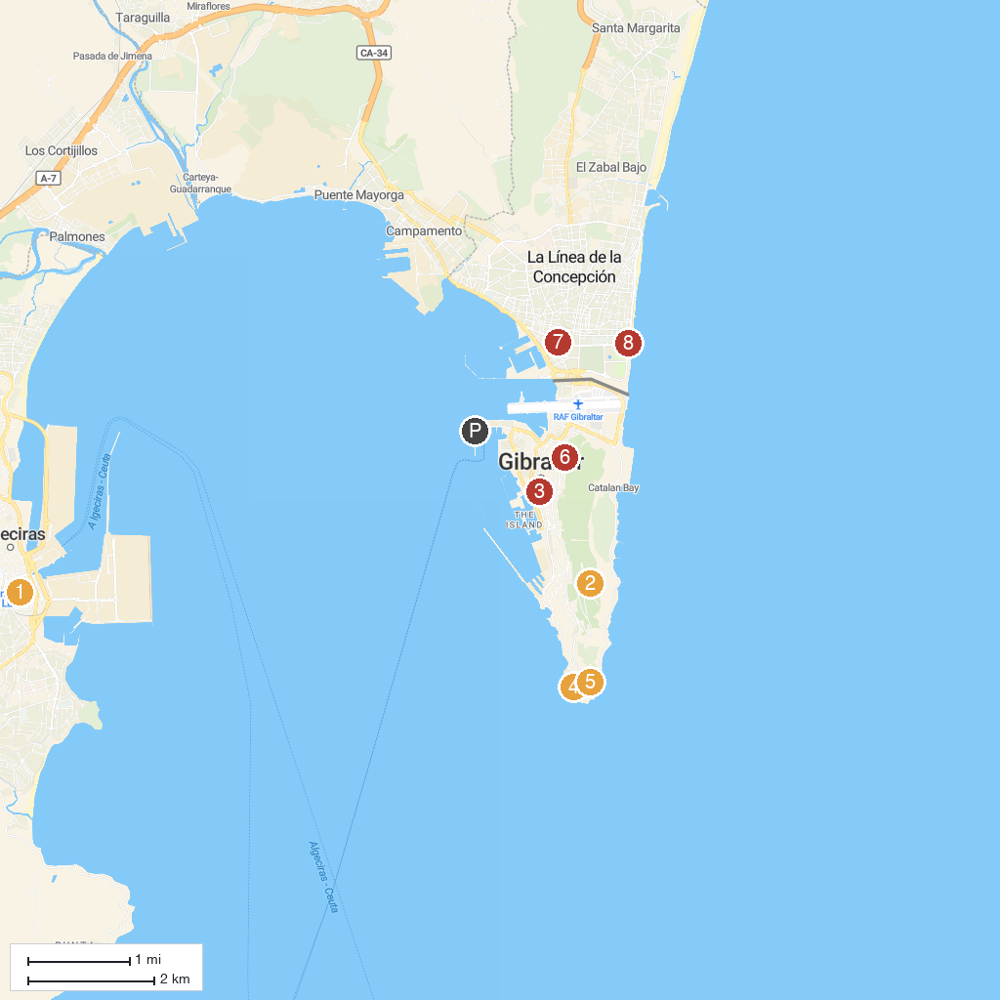 Miraflores
Taraguilla
Santa Margarita
CA-34
Pasada de Jimena
Los Cortijillos
El Zabal Bajo
A-7
Carteya-
Guadarranque
Puente Mayorga
Campamento
Palmones
La Línea de la
Concepción
7
8
RAF Gibraltar
P
6
Catalan Bay
3
THE
ISLAND
Algeciras - Ceuta
eciras
2
1
5
4
Algeciras - Ceuta
1 mi
2 km